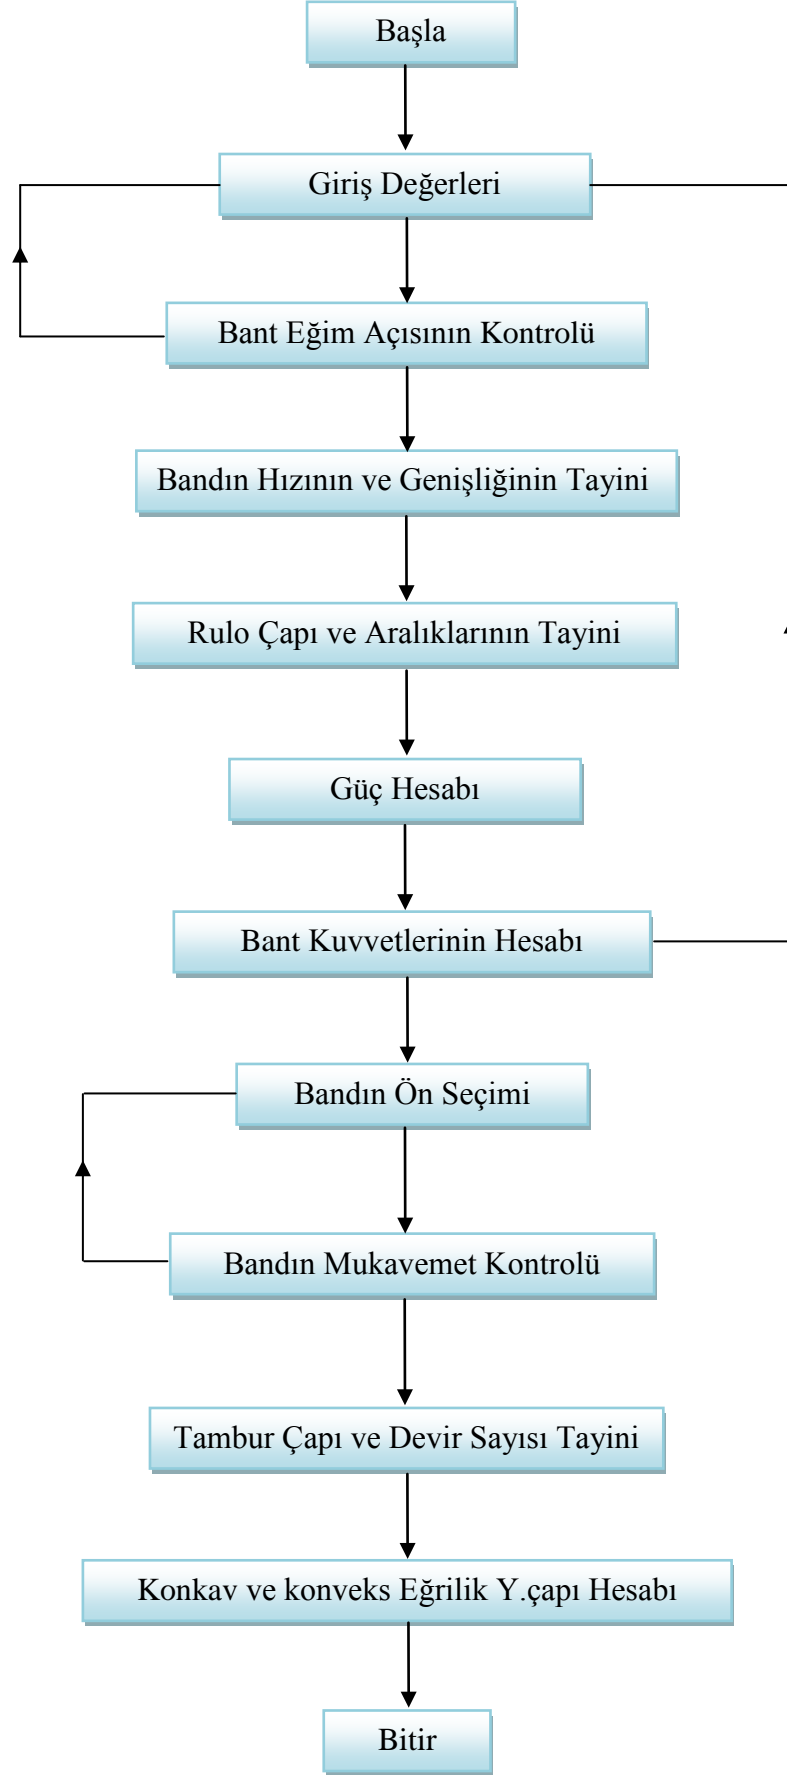 Başla
Giriş Değerleri
Bant Eğim Açısının Kontrolü
Bandın Hızının ve Genişliğinin Tayini
Rulo Çapı ve Aralıklarının Tayini
Güç Hesabı
Bant Kuvvetlerinin Hesabı
Bandın Ön Seçimi
Bandın Mukavemet Kontrolü
Tambur Çapı ve Devir Sayısı Tayini
Konkav ve konveks Eğrilik Y.çapı Hesabı
Bitir